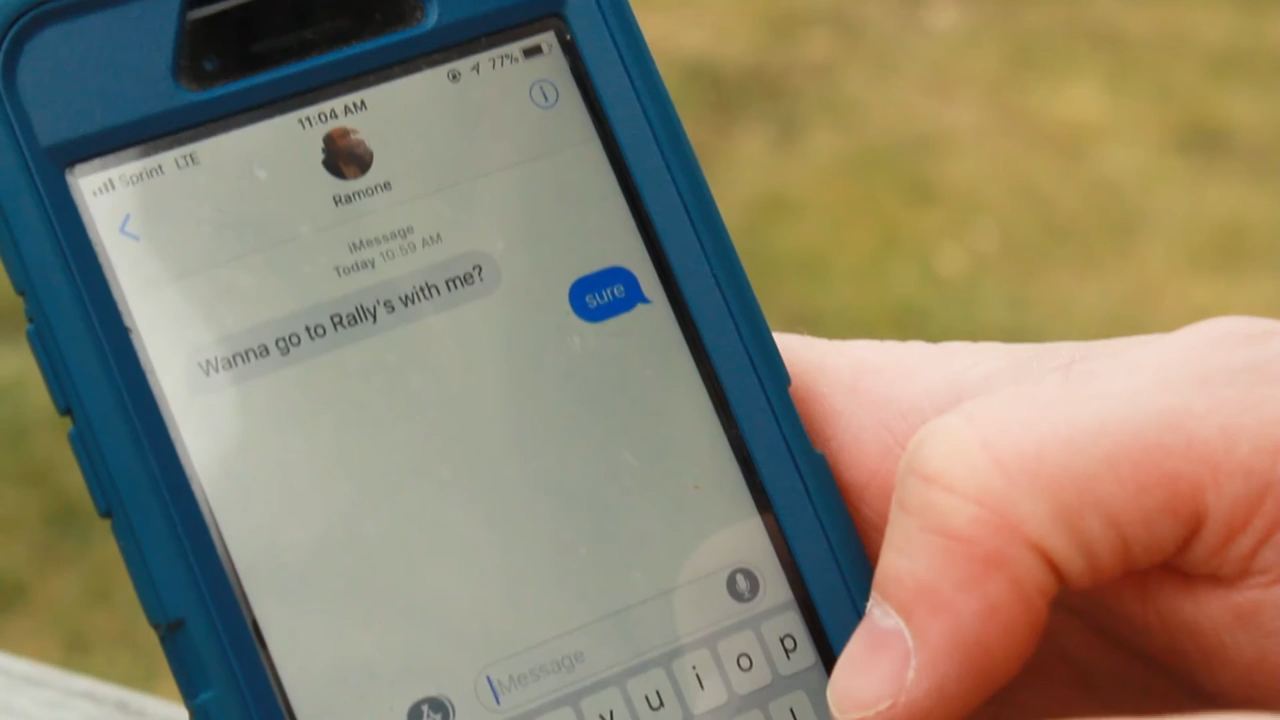 Sprint LTE
11:04 AM
77%
Ramone
iMessage
Today 10:59 AM
Wanna go to Rally's with me?
sure
Message
y u i o p